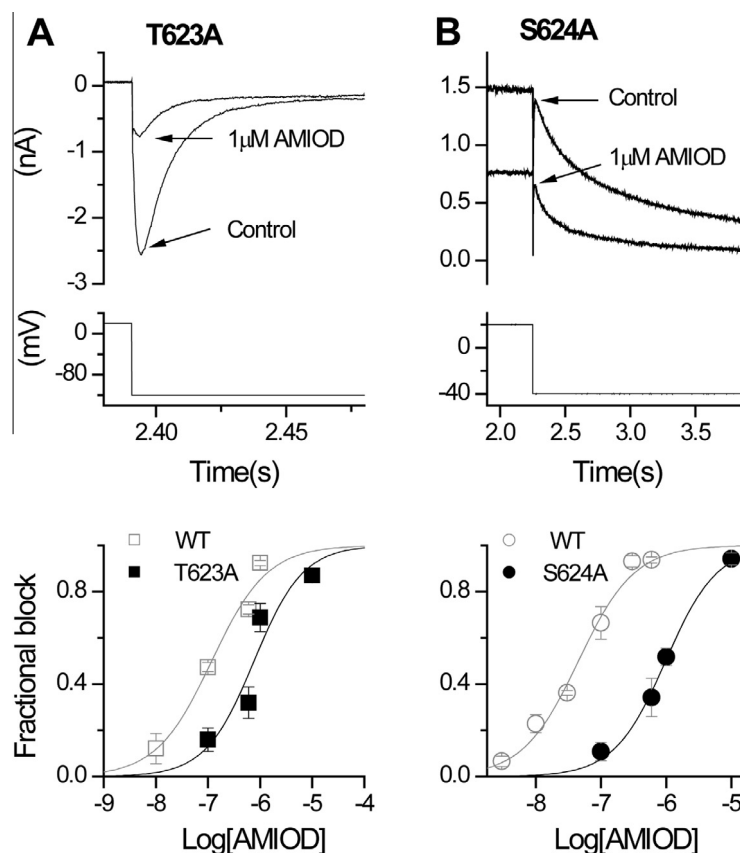 A T623A
B S624A
0
-1
-2
-3
(nA)
1μM AMIOD
Control
1.5
1.0
0.5
0.0
Control
1μM AMIOD
0
-80
(mV)
2.40 2.45
Time(s)
0
-40
2.0 2.5 3.0 3.5
Time(s)
WT
T623A
0.8
0.4
0.0
Fractional block
-9 -8 -7 -6 -5 -4
Log[AMIOD]
WT
S624A
0.8
0.4
0.0
-8 -7 -6 -5
Log[AMIOD]